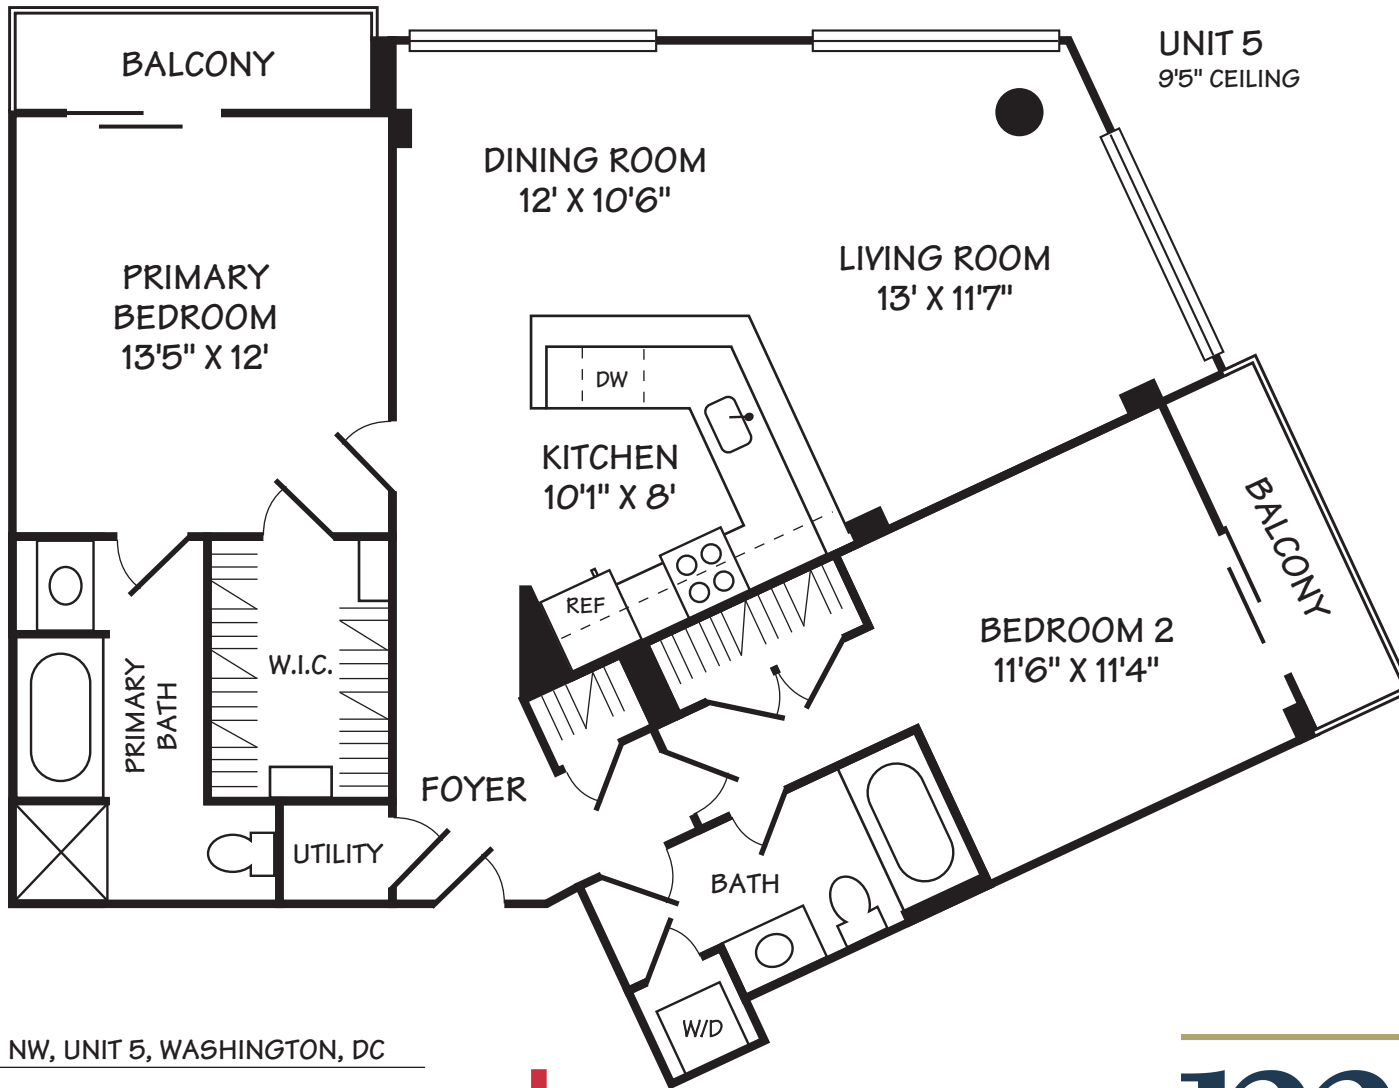 UNIT 5
9'5" CEILING
BALCONY
DINING ROOM
12' X 10'6"
LIVING ROOM
13' X 11'7"
PRIMARY
BEDROOM
13'5" X 12'
DW
KITCHEN
10'1" X 8'
BALCONY
REF
BEDROOM 2
11'6" X 11'4"
W.I.C.
PRIMARY
BATH
FOYER
UTILITY
BATH
W/D
NW, UNIT 5, WASHINGTON, DC